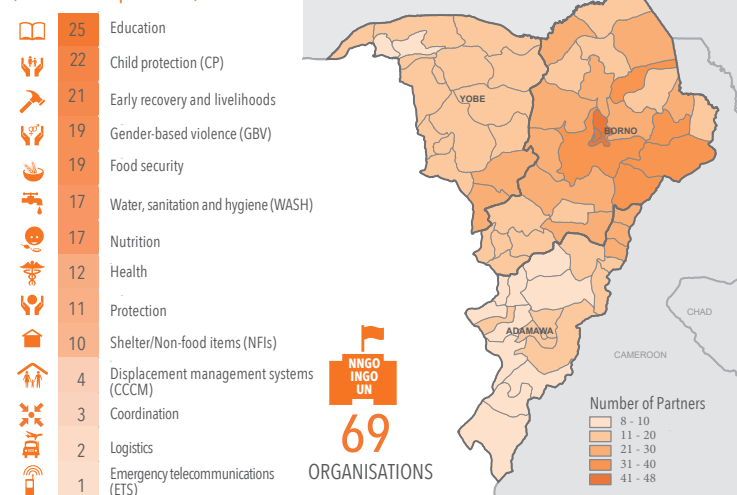 25 Education
22 Child protection (CP)
21 Early recovery and livelihoods
19 Gender-based violence (GBV)
19 Food security
17 Water, sanitation and hygiene (WASH)
17 Nutrition
12 Health
11 Protection
10 Shelter/Non-food items (NFIs)
4 Displacement management systems
(CCCM)
3 Coordination
2 Logistics
1 Emergency telecommunications
(ETS)
NNGO
INGO
UN
69
ORGANISATIONS
YOBE
BORNO
ADAMAWA
CHAD
CAMEROON
Number of Partners
8 - 10
11 - 20
21 - 30
31 - 40
41 - 48